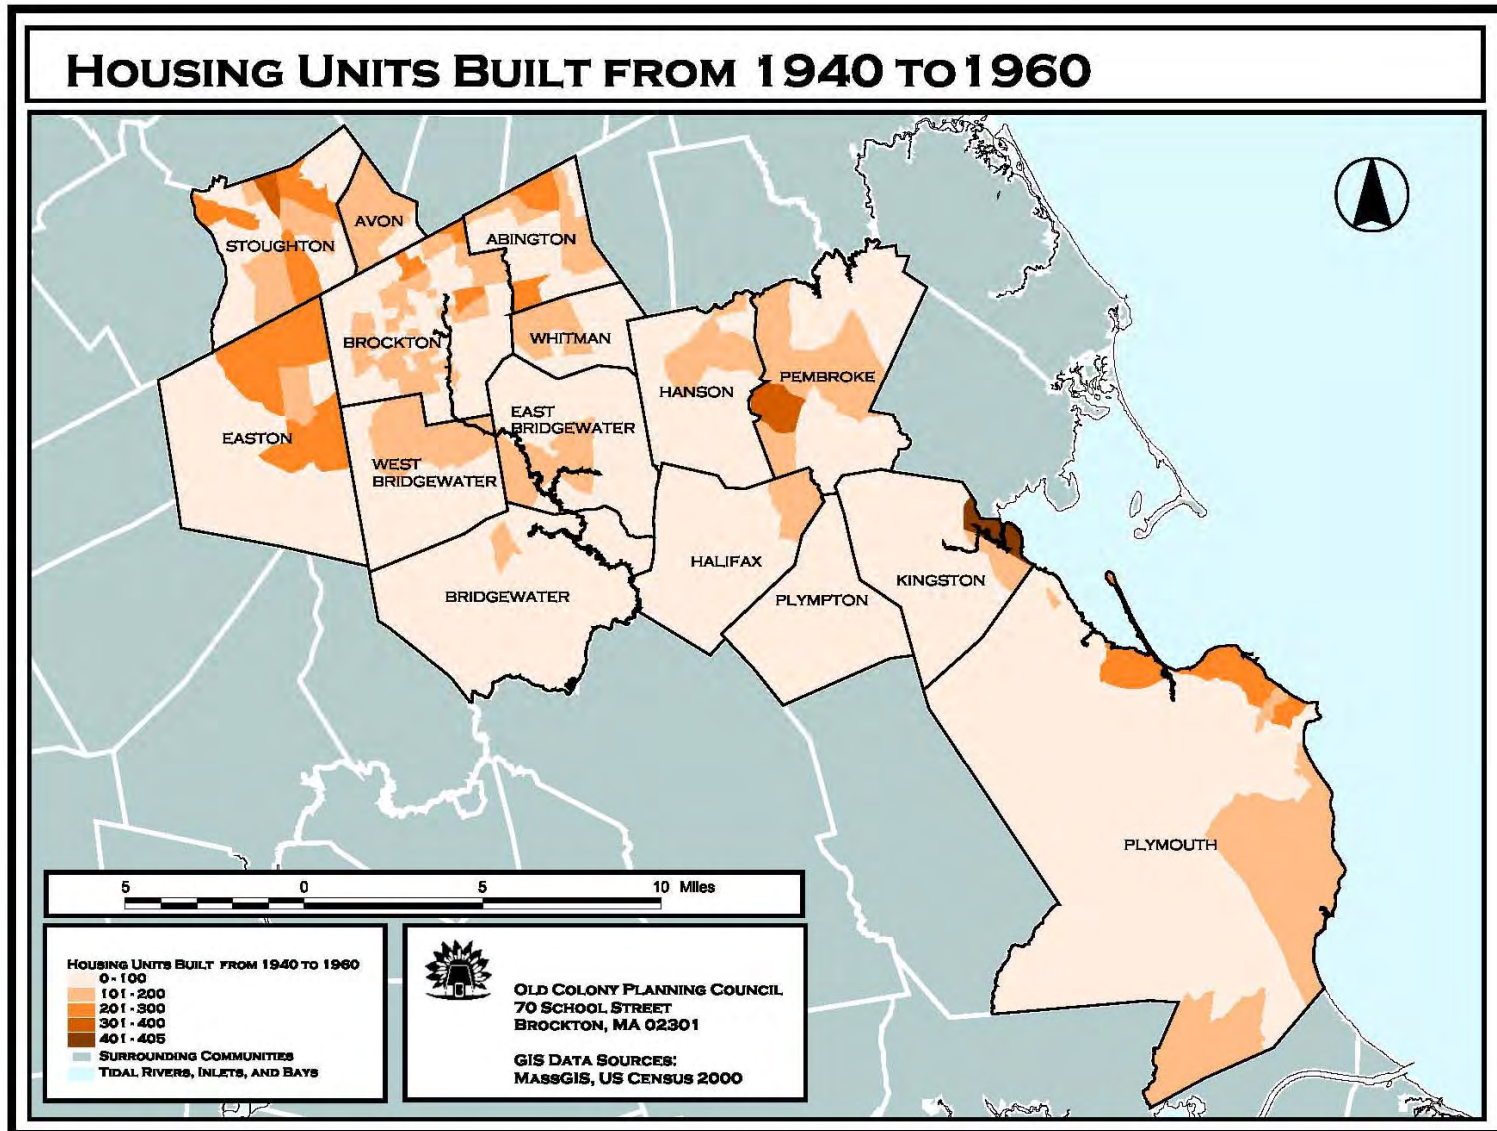 HOUSING UNITS BUILT FROM 1940 TO1960
AVON
STOUGHTON
ABINGTON
BROCKTON
WHITMAN
PEMBROKE
HANSON
EAST
BRIDGEWATER
EASTON
WEST
BRIDGEWATER
HALIFAX
KINGSTON
BRIDGEWATER
PLYMPTON
PLYMOUTH
5 0 5 10 Miles
HOUSING UNITS BUILT FROM 1940 TO 1960
0-100
101-200
201-300
301-400
401-405
SURROUNDING COMMUNITIES
TIDAL RIVERS, INLETS, AND BAYS
OLD COLONY PLANNING COUNCIL
70 SCHOOL STREET
BROCKTON, MA 02301
GIS DATA SOURCES:
MASSGIS, US CENSUS 2000